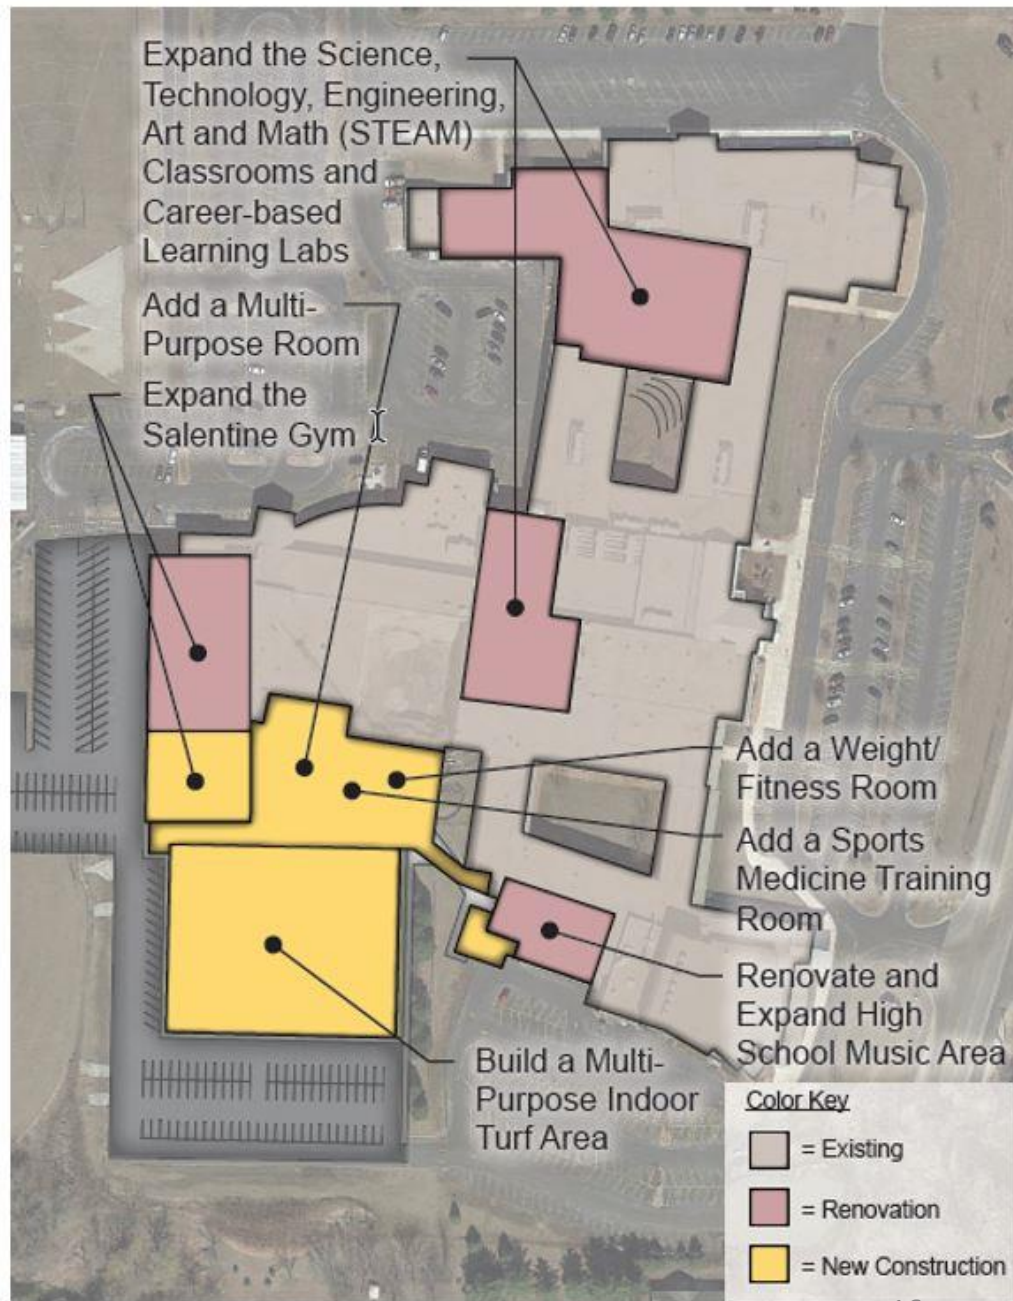 Expand the Science,
Technology, Engineering,
Art and Math (STEAM)
Classrooms and
Career-based
Learning Labs
Add a Multi-
Purpose Room
Expand the
Salentine Gym
Add a Weight/
Fitness Room
Add a Sports
Medicine Training
Room
Renovate and
Expand High
School Music Area
Build a Multi-
Purpose Indoor
Turf Area
Color Key
= Existing
= Renovation
= New Construction